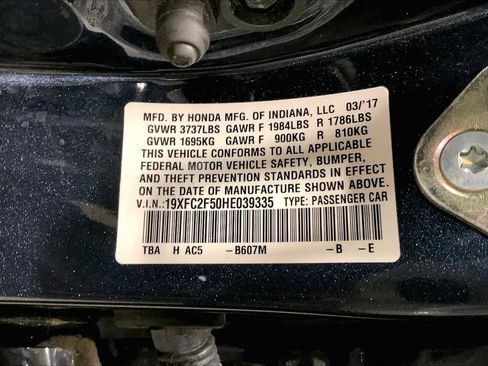 MFD. BY HONDA MFG. OF INDIANA, LLC 03/'17
GVWR 3737LBS GAWR F 1984LBS R 1786LBS
GVWR 1695KG GAWR F 900KG R 810KG
THIS VEHICLE CONFORMS TO ALL APPLICABLE
FEDERAL MOTOR VEHICLE SAFETY, BUMPER,
AND THEFT PREVENTION STANDARDS IN EFFECT
ON THE DATE OF MANUFACTURE SHOWN ABOVE.
V.I.N.: 19XFC2F50HE039335 TYPE: PASSENGER CAR
TBA H AC5 -B607M -B -E